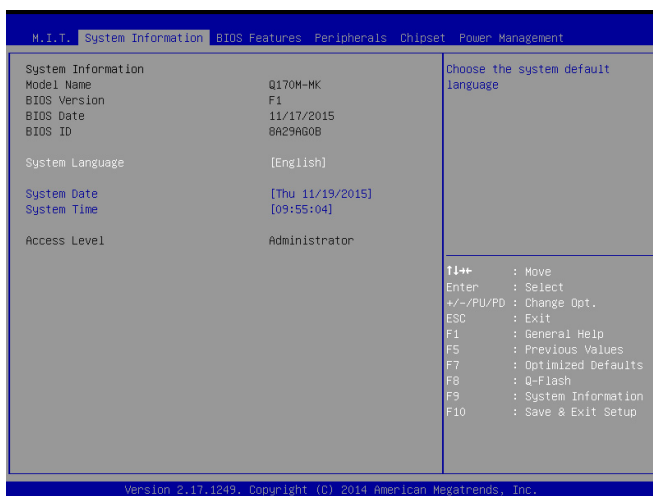 M.I.T. System Information BIOS Features Peripherals Chipset Power Management
System Information
Model Name Q170M-MK
BIOS Version F1
BIOS Date 11/17/2015
BIOS ID 8A29AG0B
System Language [English]
System Date [Thu 11/19/2015]
System Time [09:55:04]
Access Level Administrator
Choose the system default
language
↑↓→← : Move
Enter : Select
+/-/PU/PD : Change Opt.
ESC : Exit
F1 : General Help
F5 : Previous Values
F7 : Optimized Defaults
F8 : Q-Flash
F9 : System Information
F10 : Save & Exit Setup
Version 2.17.1249. Copyright (C) 2014 American Megatrends, Inc.